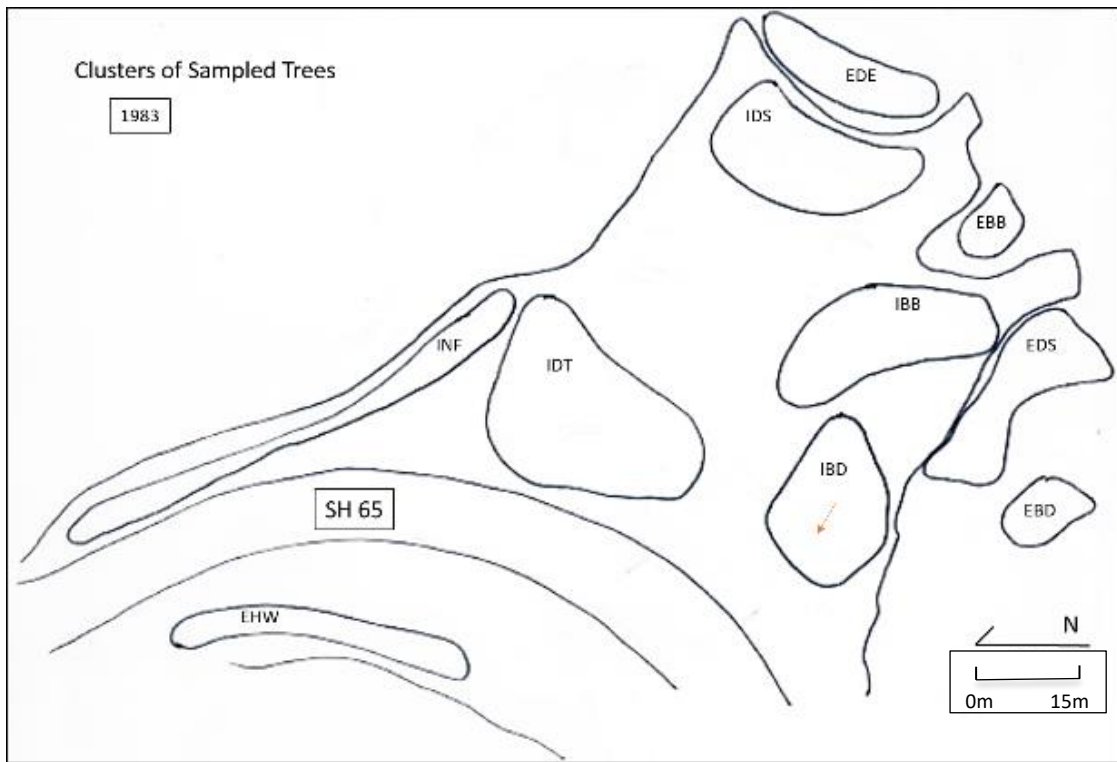 Clusters of Sampled Trees
1983
EDE
IDS
EBB
IBB
EDS
INF
IDT
IBD
EBD
SH 65
EHW
N
0m 15m